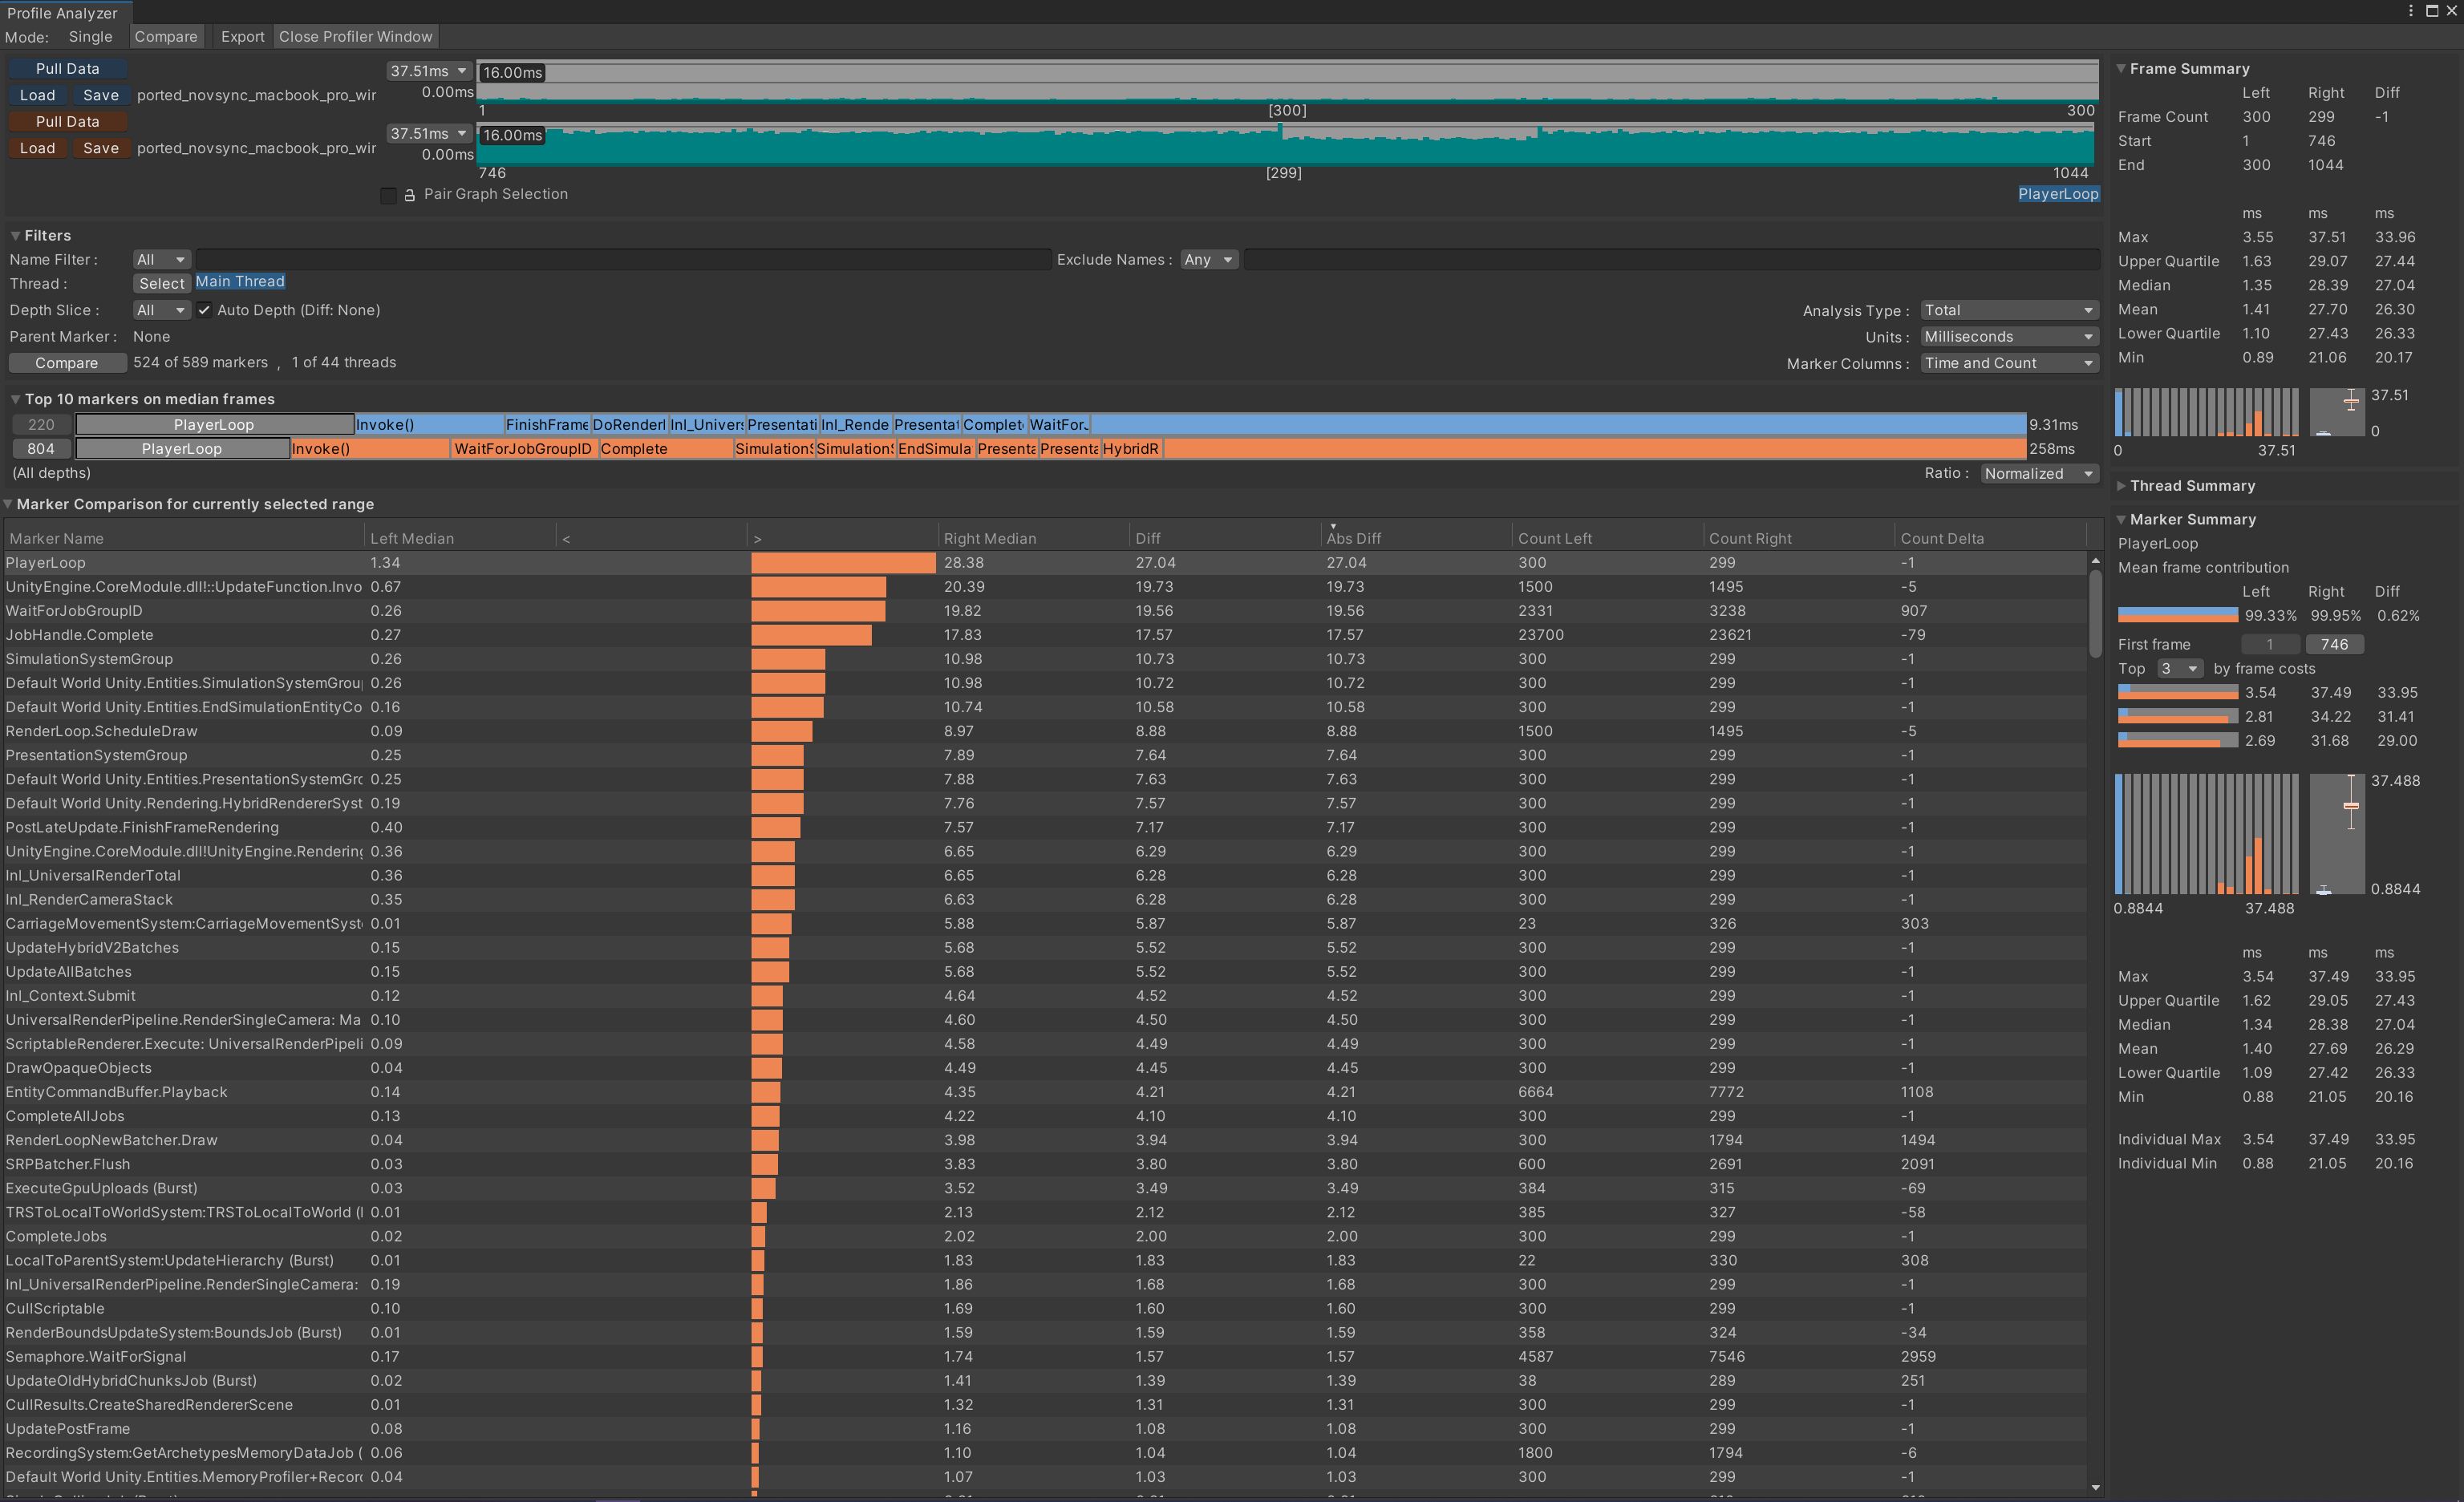 Profile Analyzer
Mode: Single Compare Export Close Profiler Window
Pull Data
Load Save ported_novsync_macbook_pro_wir
37.51ms 16.00ms
0.00ms
1 [300] 300
Pull Data
Load Save ported_novsync_macbook_pro_wir
37.51ms 16.00ms
0.00ms
746 [299] 1044
Pair Graph Selection PlayerLoop
Filters
Name Filter : All Exclude Names : Any
Thread : Select Main Thread
Depth Slice : All Auto Depth (Diff: None) Analysis Type : Total
Parent Marker : None Units : Milliseconds
Compare 524 of 589 markers , 1 of 44 threads Marker Columns : Time and Count
Top 10 markers on median frames
220 PlayerLoop Invoke() FinishFrame DoRenderl Inl_Univers Presentati Inl_Rende Presentat Complet WaitFor. 9.31ms
804 PlayerLoop Invoke() WaitForJobGroupID Complete SimulationS SimulationS EndSimula Presenta Presenta HybridR 258ms
(All depths) Ratio : Normalized
Marker Comparison for currently selected range
Marker Name Left Median < > Right Median Diff Abs Diff Count Left Count Right Count Delta
PlayerLoop 1.34 28.38 27.04 27.04 300 299 -1
UnityEngine.CoreModule.dll!::UpdateFunction.Invo 0.67 20.39 19.73 19.73 1500 1495 -5
WaitForJobGroupID 0.26 19.82 19.56 19.56 2331 3238 907
JobHandle.Complete 0.27 17.83 17.57 17.57 23700 23621 -79
SimulationSystemGroup 0.26 10.98 10.73 10.73 300 299 -1
Default World Unity.Entities.SimulationSystemGrou 0.26 10.98 10.72 10.72 300 299 -1
Default World Unity.Entities.EndSimulationEntityCo 0.16 10.74 10.58 10.58 300 299 -1
RenderLoop.ScheduleDraw 0.09 8.97 8.88 8.88 1500 1495 -5
PresentationSystemGroup 0.25 7.89 7.64 7.64 300 299 -1
Default World Unity.Entities.PresentationSystemGrc 0.25 7.88 7.63 7.63 300 299 -1
Default World Unity.Rendering.HybridRendererSyst 0.19 7.76 7.57 7.57 300 299 -1
PostLateUpdate.FinishFrameRendering 0.40 7.57 7.17 7.17 300 299 -1
UnityEngine.CoreModule.dll!UnityEngine.Rendering 0.36 6.65 6.29 6.29 300 299 -1
Inl_UniversalRenderTotal 0.36 6.65 6.28 6.28 300 299 -1
Inl_RenderCameraStack 0.35 6.63 6.28 6.28 300 299 -1
CarriageMovementSystem:CarriageMovementSyst 0.01 5.88 5.87 5.87 23 326 303
UpdateHybridV2Batches 0.15 5.68 5.52 5.52 300 299 -1
UpdateAllBatches 0.15 5.68 5.52 5.52 300 299 -1
Inl_Context.Submit 0.12 4.64 4.52 4.52 300 299 -1
UniversalRenderPipeline.RenderSingleCamera: Ma 0.10 4.60 4.50 4.50 300 299 -1
ScriptableRenderer.Execute: UniversalRenderPipeli 0.09 4.58 4.49 4.49 300 299 -1
DrawOpaqueObjects 0.04 4.49 4.45 4.45 300 299 -1
EntityCommandBuffer.Playback 0.14 4.35 4.21 4.21 6664 7772 1108
CompleteAllJobs 0.13 4.22 4.10 4.10 300 299 -1
RenderLoopNewBatcher.Draw 0.04 3.98 3.94 3.94 300 1794 1494
SRPBatcher.Flush 0.03 3.83 3.80 3.80 600 2691 2091
ExecuteGpuUploads (Burst) 0.03 3.52 3.49 3.49 384 315 -69
TRSToLocalToWorldSystem:TRSToLocalToWorld (l 0.01 2.13 2.12 2.12 385 327 -58
CompleteJobs 0.02 2.02 2.00 2.00 300 299 -1
LocalToParentSystem:UpdateHierarchy (Burst) 0.01 1.83 1.83 1.83 22 330 308
Inl_UniversalRenderPipeline.RenderSingleCamera: 0.19 1.86 1.68 1.68 300 299 -1
CullScriptable 0.10 1.69 1.60 1.60 300 299 -1
RenderBoundsUpdateSystem:BoundsJob (Burst) 0.01 1.59 1.59 1.59 358 324 -34
Semaphore.WaitForSignal 0.17 1.74 1.57 1.57 4587 7546 2959
UpdateOldHybridChunksJob (Burst) 0.02 1.41 1.39 1.39 38 289 251
CullResults.CreateSharedRendererScene 0.01 1.32 1.31 1.31 300 299 -1
UpdatePostFrame 0.08 1.16 1.08 1.08 300 299 -1
RecordingSystem:GetArchetypesMemoryDataJob ( 0.06 1.10 1.04 1.04 1800 1794 -6
Default World Unity.Entities.MemoryProfiler+Recor 0.04 1.07 1.03 1.03 300 299 -1
Frame Summary
Left Right Diff
Frame Count 300 299 -1
Start 1 746
End 300 1044
ms ms ms
Max 3.55 37.51 33.96
Upper Quartile 1.63 29.07 27.44
Median 1.35 28.39 27.04
Mean 1.41 27.70 26.30
Lower Quartile 1.10 27.43 26.33
Min 0.89 21.06 20.17
37.51
0
0 37.51
Thread Summary
Marker Summary
PlayerLoop
Mean frame contribution
Left Right Diff
99.33% 99.95% 0.62%
First frame 1 746
Top 3 by frame costs
3.54 37.49 33.95
2.81 34.22 31.41
2.69 31.68 29.00
37.488
0.8844
0.8844 37.488
ms ms ms
Max 3.54 37.49 33.95
Upper Quartile 1.62 29.05 27.43
Median 1.34 28.38 27.04
Mean 1.40 27.69 26.29
Lower Quartile 1.09 27.42 26.33
Min 0.88 21.05 20.16
Individual Max 3.54 37.49 33.95
Individual Min 0.88 21.05 20.16